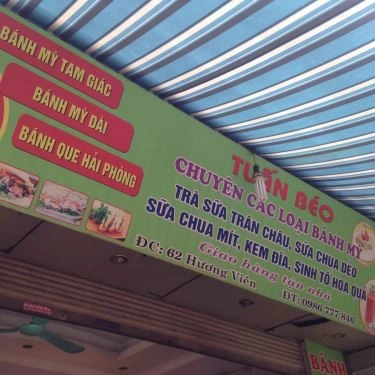 BÁNH MỲ TAM GIÁC
BÁNH MỲ DÀI
BÁNH QUE HẢI PHÒNG
TUẤN BÉO
CHUYÊN CÁC LOẠI BÁNH MỲ
TRÀ SỮA TRÂN CHÂU, SỮA CHUA DẺO
SỮA CHUA MÍT, KEM ĐĨA, SINH TỐ HOA QUẢ
Giao hàng tận nhà
ĐC: 62 Hương Viên
ĐT: 0986 777 846
BÁNH